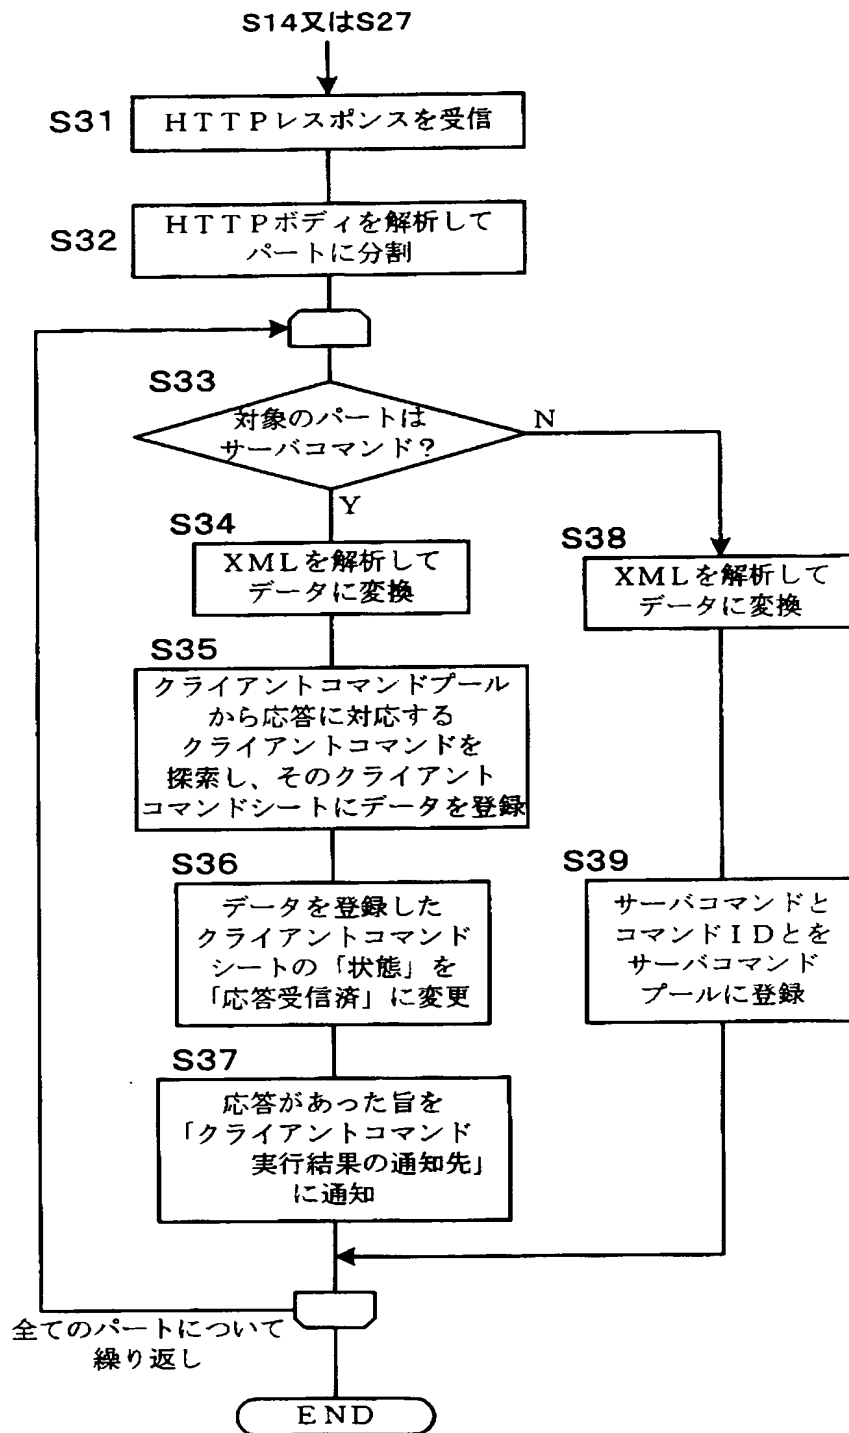 S14又はS27
S31
HTTPレスポンスを受信
S32
HTTPボディを解析して
パートに分割
S33
対象のパートは
サーバコマンド?
N
Y
S34
XMLを解析して
データに変換
S38
XMLを解析して
データに変換
S35
クライアントコマンドプール
から応答に対応する
クライアントコマンドを
探索し、そのクライアント
コマンドシートにデータを登録
S36
データを登録した
クライアントコマンド
シートの「状態」を
「応答受信済」に変更
S39
サーバコマンドと
コマンドIDとを
サーバコマンド
プールに登録
S37
応答があった旨を
「クライアントコマンド
実行結果の通知先」
に通知
全てのパートについて
繰り返し
END